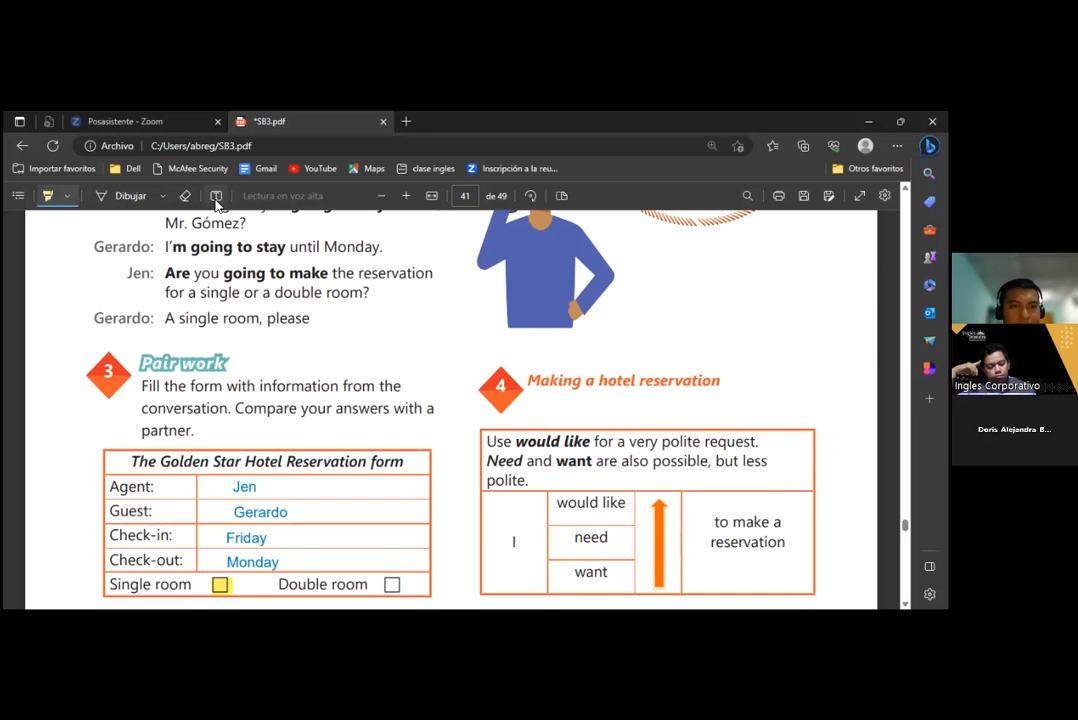 Posasistente - Zoom
*SB3.pdf
Archivo
C:/Users/abreg/SB3.pdf
Importar favoritos
Dell
McAfee Security
Gmail
YouTube
Maps
clase ingles
Inscripción a la reu...
Otros favoritos
Dibujar
Lectura en voz alta
41
de 49
Mr. Gómez?
Gerardo: I'm going to stay until Monday.
Jen: Are you going to make the reservation
for a single or a double room?
Gerardo: A single room, please
3
Pair work
Fill the form with information from the
conversation. Compare your answers with a
partner.
The Golden Star Hotel Reservation form
Agent: Jen
Guest: Gerardo
Check-in: Friday
Check-out: Monday
Single room
Double room
4
Making a hotel reservation
Use would like for a very polite request.
Need and want are also possible, but less
polite.
I
would like
need
want
to make a
reservation
Ingles Corporativo
Doris Alejandra B...